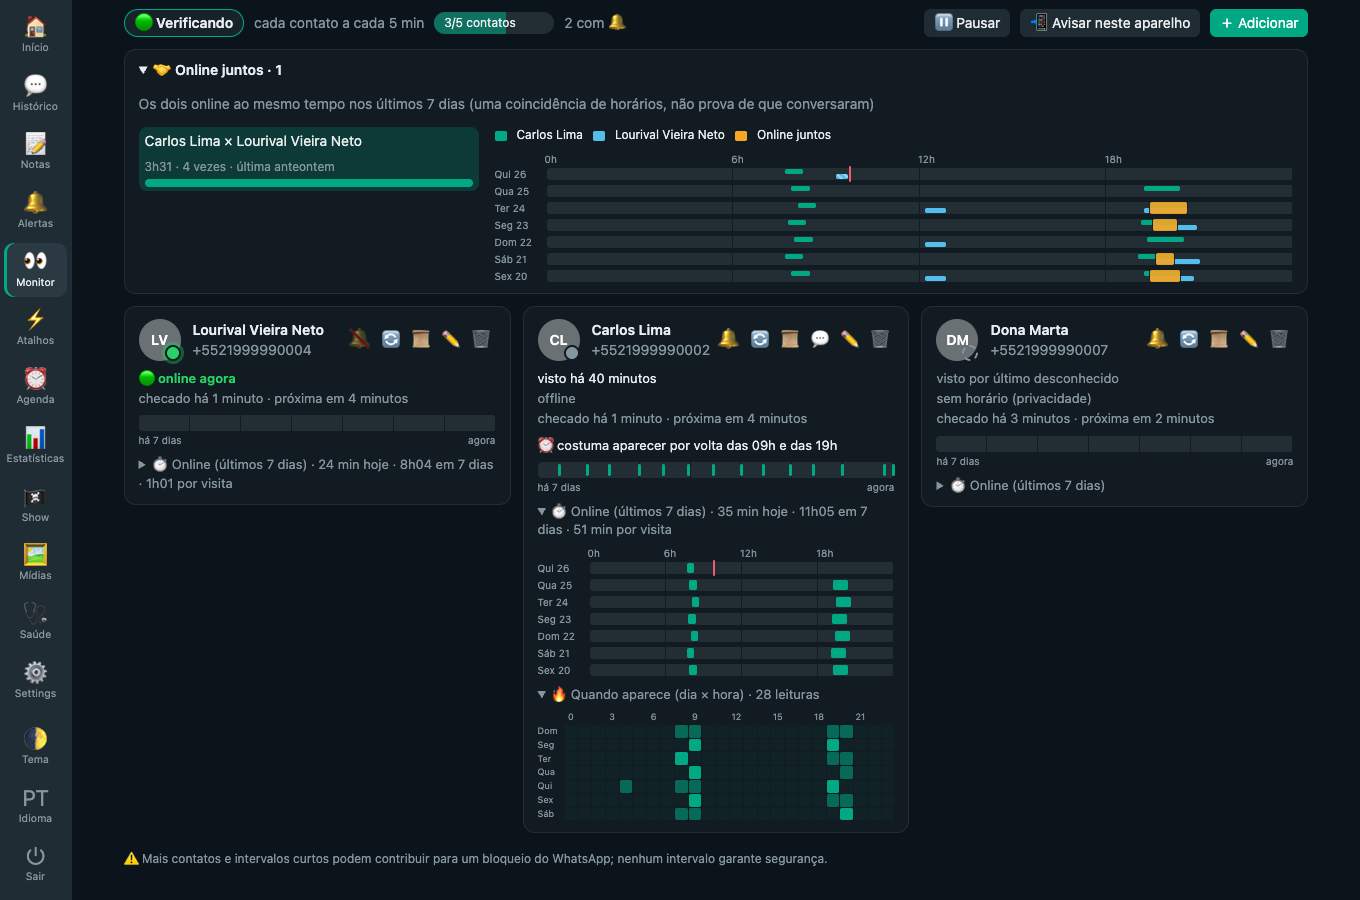 Início
Histórico
Notas
Alertas
Monitor
Atalhos
Agenda
Estatísticas
Show
Mídias
Saúde
Settings
Tema
PT
Idioma
Sair
Verificando cada contato a cada 5 min 3/5 contatos 2 com
Pausar Avisar neste aparelho + Adicionar
Online juntos · 1
Os dois online ao mesmo tempo nos últimos 7 dias (uma coincidência de horários, não prova de que conversaram)
Carlos Lima × Lourival Vieira Neto
3h31 · 4 vezes · última anteontem
Carlos Lima Lourival Vieira Neto Online juntos
0h 6h 12h 18h
Qui 26
Qua 25
Ter 24
Seg 23
Dom 22
Sáb 21
Sex 20
LV
Lourival Vieira Neto
+5521999990004
online agora
checado há 1 minuto · próxima em 4 minutos
há 7 dias agora
Online (últimos 7 dias) · 24 min hoje · 8h04 em 7 dias
· 1h01 por visita
CL
Carlos Lima
+5521999990002
visto há 40 minutos
offline
checado há 1 minuto · próxima em 4 minutos
costuma aparecer por volta das 09h e das 19h
há 7 dias agora
Online (últimos 7 dias) · 35 min hoje · 11h05 em 7
dias · 51 min por visita
0h 6h 12h 18h
Qui 26
Qua 25
Ter 24
Seg 23
Dom 22
Sáb 21
Sex 20
Quando aparece (dia × hora) · 28 leituras
0 3 6 9 12 15 18 21
Dom
Seg
Ter
Qua
Qui
Sex
Sáb
DM
Dona Marta
+5521999990007
visto por último desconhecido
sem horário (privacidade)
checado há 3 minutos · próxima em 2 minutos
há 7 dias agora
Online (últimos 7 dias)
Mais contatos e intervalos curtos podem contribuir para um bloqueio do WhatsApp; nenhum intervalo garante segurança.